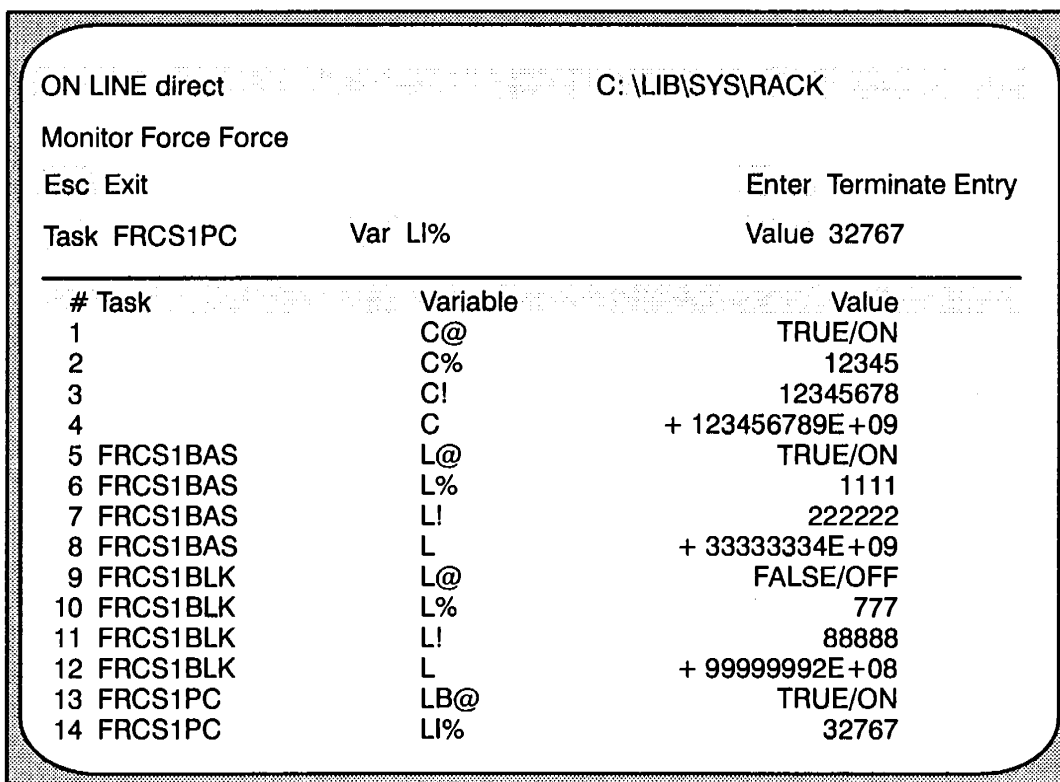 ON LINE direct C: \LIB\SYS\RACK
Monitor Force Force
Esc Exit Enter Terminate Entry
Task FRCS1PC Var LI% Value 32767
# Task Variable Value
1 C@ TRUE/ON
2 C% 12345
3 C! 12345678
4 C + 123456789E+09
5 FRCS1BAS L@ TRUE/ON
6 FRCS1BAS L% 1111
7 FRCS1BAS L! 222222
8 FRCS1BAS L + 33333334E+09
9 FRCS1BLK L@ FALSE/OFF
10 FRCS1BLK L% 777
11 FRCS1BLK L! 88888
12 FRCS1BLK L + 99999992E+08
13 FRCS1PC LB@ TRUE/ON
14 FRCS1PC LI% 32767